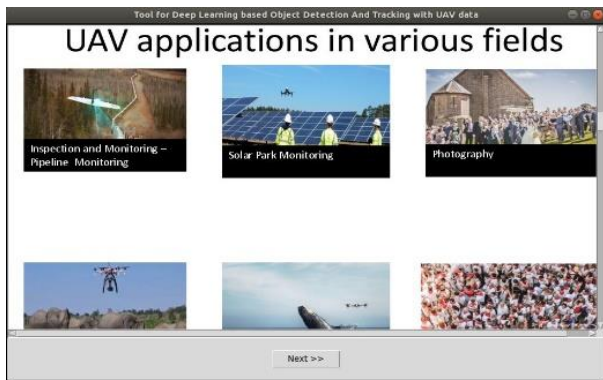 Tool for Deep Learning based Object Detection And Tracking with UAV data
UAV applications in various fields
Inspection and Monitoring –
Pipeline Monitoring
Solar Park Monitoring
Photography
Next >>